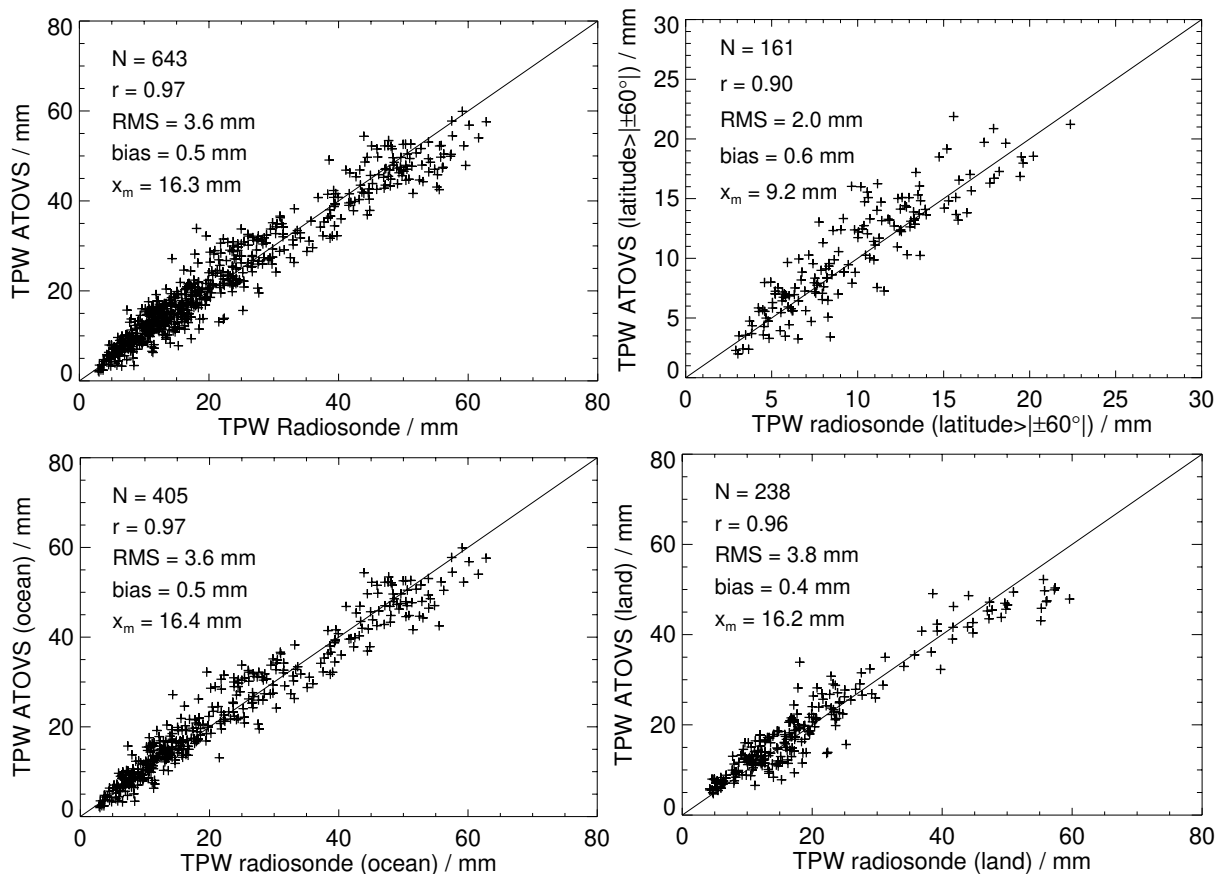 80
60
40
20
0
TPW ATOVS / mm
N = 643
r = 0.97
RMS = 3.6 mm
bias = 0.5 mm
xm = 16.3 mm
0 20 40 60 80
TPW Radiosonde / mm
30
25
20
15
10
5
0
TPW ATOVS (latitude>|±60°|) / mm
N = 161
r = 0.90
RMS = 2.0 mm
bias = 0.6 mm
xm = 9.2 mm
0 5 10 15 20 25 30
TPW radiosonde (latitude>|±60°|) / mm
80
60
40
20
0
TPW ATOVS (ocean) / mm
N = 405
r = 0.97
RMS = 3.6 mm
bias = 0.5 mm
xm = 16.4 mm
0 20 40 60 80
TPW radiosonde (ocean) / mm
80
60
40
20
0
TPW ATOVS (land) / mm
N = 238
r = 0.96
RMS = 3.8 mm
bias = 0.4 mm
xm = 16.2 mm
0 20 40 60 80
TPW radiosonde (land) / mm